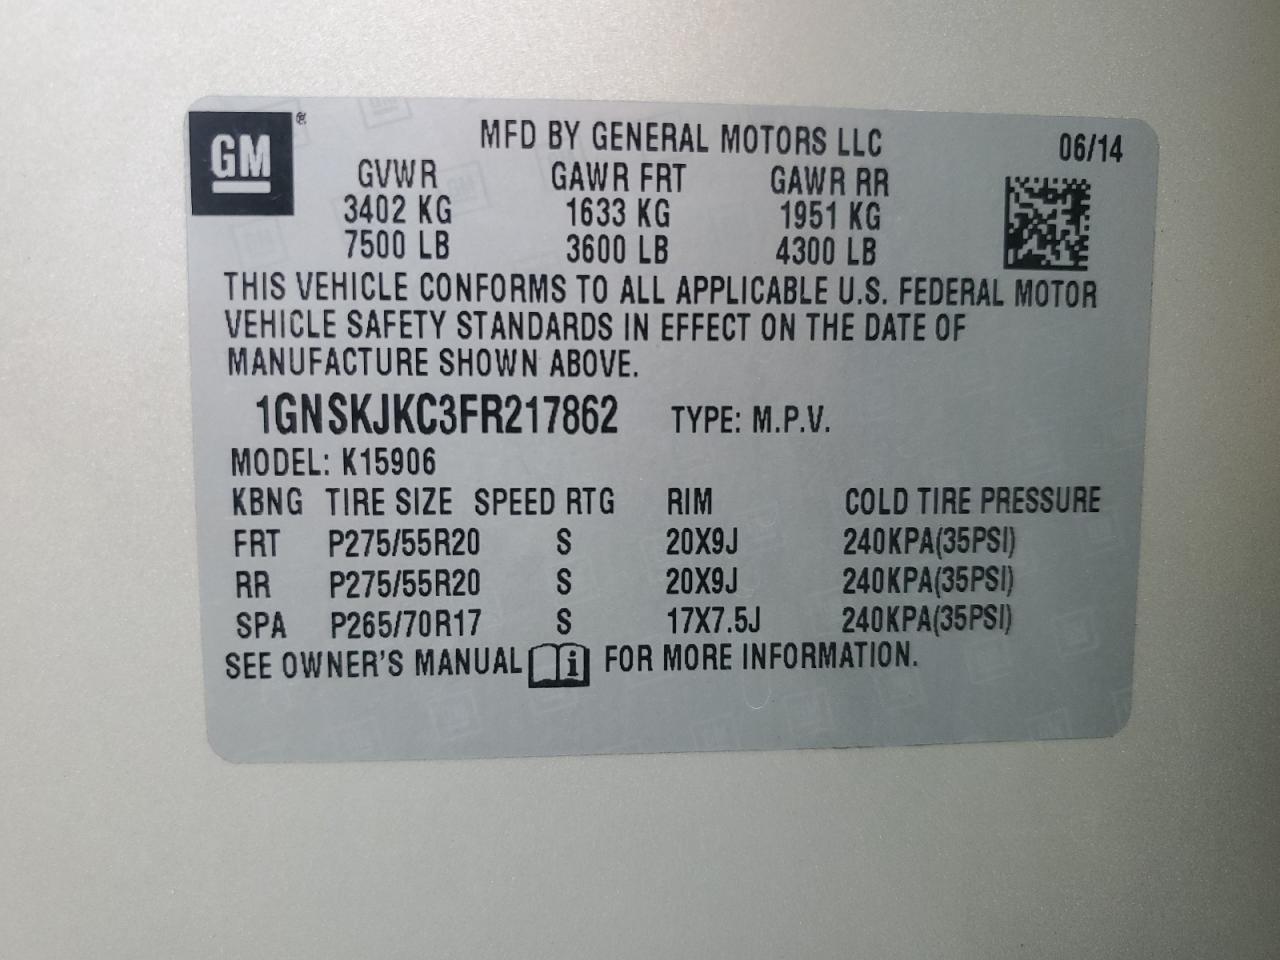 GM ®
MFD BY GENERAL MOTORS LLC 06/14
GVWR GAWR FRT GAWR RR
3402 KG 1633 KG 1951 KG
7500 LB 3600 LB 4300 LB
THIS VEHICLE CONFORMS TO ALL APPLICABLE U.S. FEDERAL MOTOR
VEHICLE SAFETY STANDARDS IN EFFECT ON THE DATE OF
MANUFACTURE SHOWN ABOVE.
1GNSKJKC3FR217862 TYPE: M.P.V.
MODEL: K15906
KBNG TIRE SIZE SPEED RTG RIM COLD TIRE PRESSURE
FRT P275/55R20 S 20X9J 240KPA(35PSI)
RR P275/55R20 S 20X9J 240KPA(35PSI)
SPA P265/70R17 S 17X7.5J 240KPA(35PSI)
SEE OWNER'S MANUAL i FOR MORE INFORMATION.